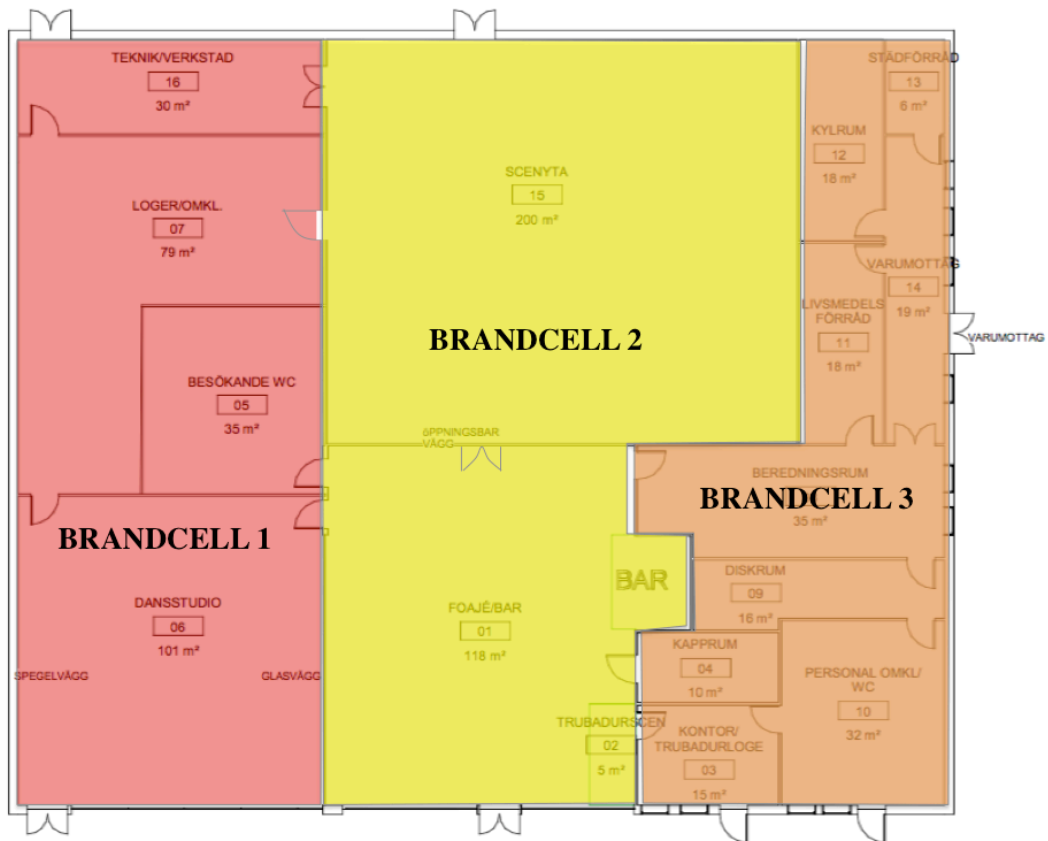 TEKNIK/VERKSTAD
16
30 m²
LOGER/OMKL.
07
79 m²
BESÖKANDE WC
05
35 m²
BRANDCELL 1
DANSSTUDIO
06
101 m²
SPEGELVÄGG
GLASVÄGG
SCENYTA
15
200 m²
BRANDCELL 2
ÖPPNINGSBAR
VÄGG
FOAJÉ/BAR
01
118 m²
BAR
TRUBADURSCEN
02
5 m²
STÄDFÖRRÅD
13
6 m²
KYLRUM
12
18 m²
VARUMOTTAG
14
19 m²
LIVSMEDELS
FÖRRÅD
11
18 m²
VARUMOTTAG
BEREDNINGSRUM
BRANDCELL 3
35 m²
DISKRUM
09
16 m²
KAPPRUM
04
10 m²
PERSONAL OMKL/
WC
10
32 m²
KONTOR/
TRUBADURLOGE
03
15 m²